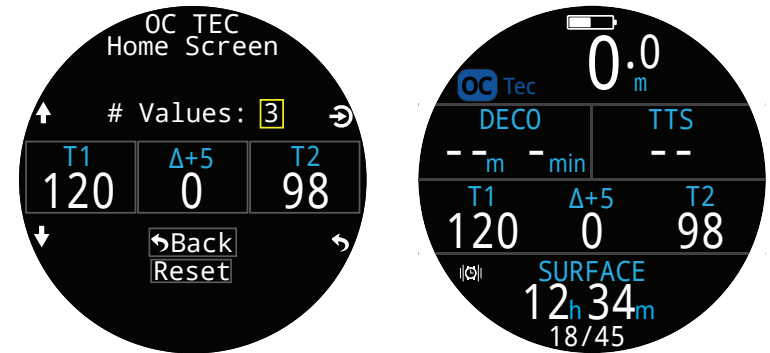 OC TEC
Home Screen
# Values: 3
T1 Δ+5 T2
120 0 98
Back
Reset
0.0
m
OC Tec
DECO TTS
- - m - min - -
T1 Δ+5 T2
120 0 98
SURFACE
12h 34m
18/45